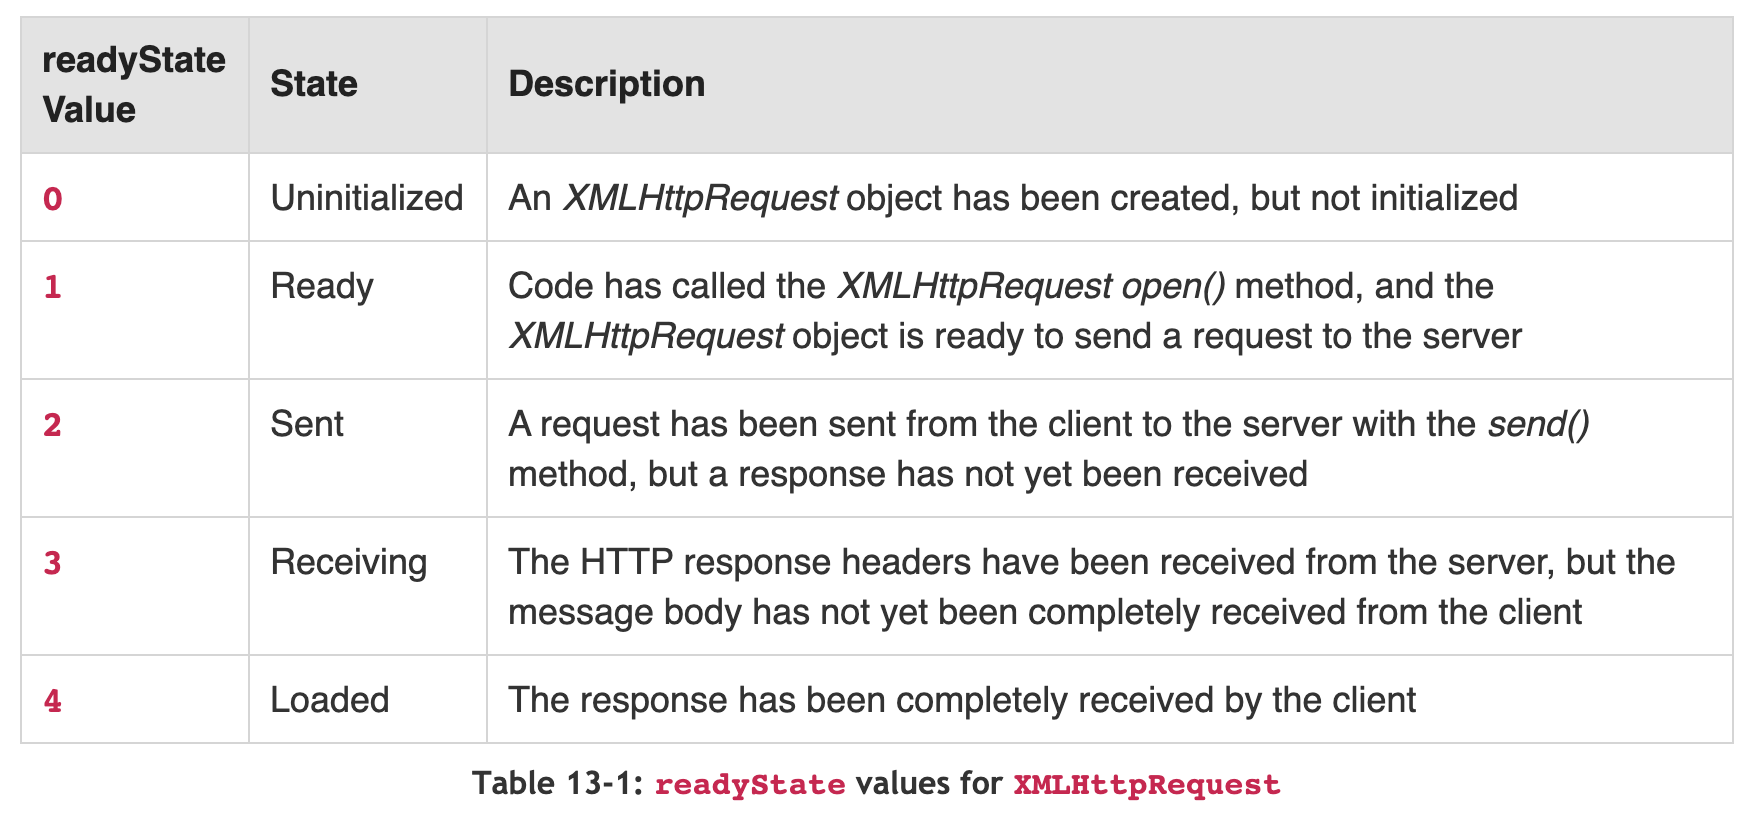 readyState
Value
State
Description
0
Uninitialized
An XMLHttpRequest object has been created, but not initialized
1
Ready
Code has called the XMLHttpRequest open() method, and the
XMLHttpRequest object is ready to send a request to the server
2
Sent
A request has been sent from the client to the server with the send()
method, but a response has not yet been received
3
Receiving
The HTTP response headers have been received from the server, but the
message body has not yet been completely received from the client
4
Loaded
The response has been completely received by the client
Table 13-1: readyState values for XMLHttpRequest